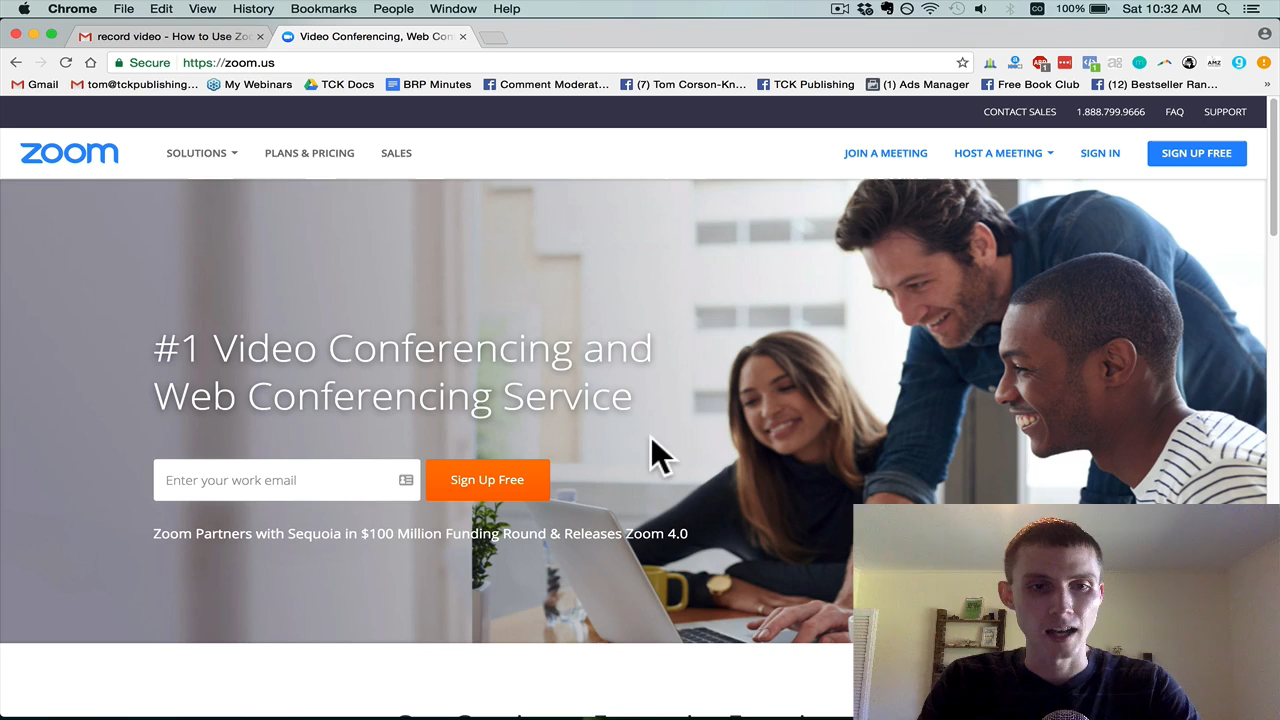 Chrome File Edit View History Bookmarks People Window Help 100% Sat 10:32 AM
record video - How to Use Zo
Video Conferencing, Web Con
Secure https://zoom.us
Gmail tom@tckpublishing... My Webinars TCK Docs BRP Minutes Comment Moderat... (7) Tom Corson-Kn... TCK Publishing (1) Ads Manager Free Book Club (12) Bestseller Ran... »
CONTACT SALES 1.888.799.9666 FAQ SUPPORT
zoom SOLUTIONS PLANS & PRICING SALES JOIN A MEETING HOST A MEETING SIGN IN SIGN UP FREE
#1 Video Conferencing and
Web Conferencing Service
Enter your work email Sign Up Free
Zoom Partners with Sequoia in $100 Million Funding Round & Releases Zoom 4.0